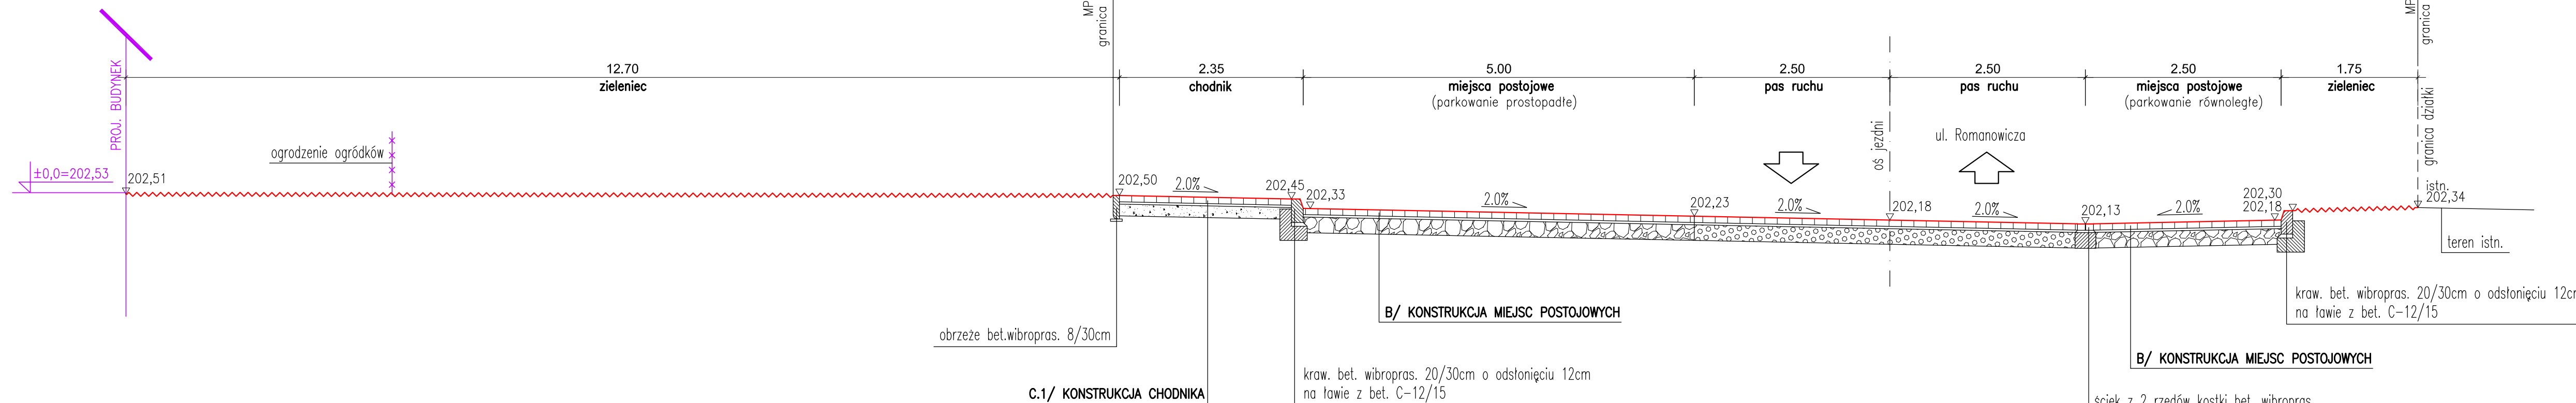 MP
granica
MP
granica
PROJ. BUDYNEK
12.70
zieleniec
2.35
chodnik
5.00
miejsca postojowe
(parkowanie prostopadłe)
2.50
pas ruchu
2.50
pas ruchu
2.50
miejsca postojowe
(parkowanie równoległe)
1.75
zieleniec
granica działki
oś jezdni
ul. Romanowicza
ogrodzenie ogródków
±0,0=202,53
202,51
202,50
2.0%
202,45
202,33
2.0%
202,23
2.0%
202,18
2.0%
202,13
2.0%
202,30
202,18
istn.
202,34
teren istn.
kraw. bet. wibropras. 20/30cm o odsłonięciu 12cm
na ławie z bet. C-12/15
B/ KONSTRUKCJA MIEJSC POSTOJOWYCH
obrzeże bet.wibropras. 8/30cm
B/ KONSTRUKCJA MIEJSC POSTOJOWYCH
kraw. bet. wibropras. 20/30cm o odsłonięciu 12cm
na ławie z bet. C-12/15
C.1/ KONSTRUKCJA CHODNIKA
ściek z 2 rzędów kostki bet. wibropras.